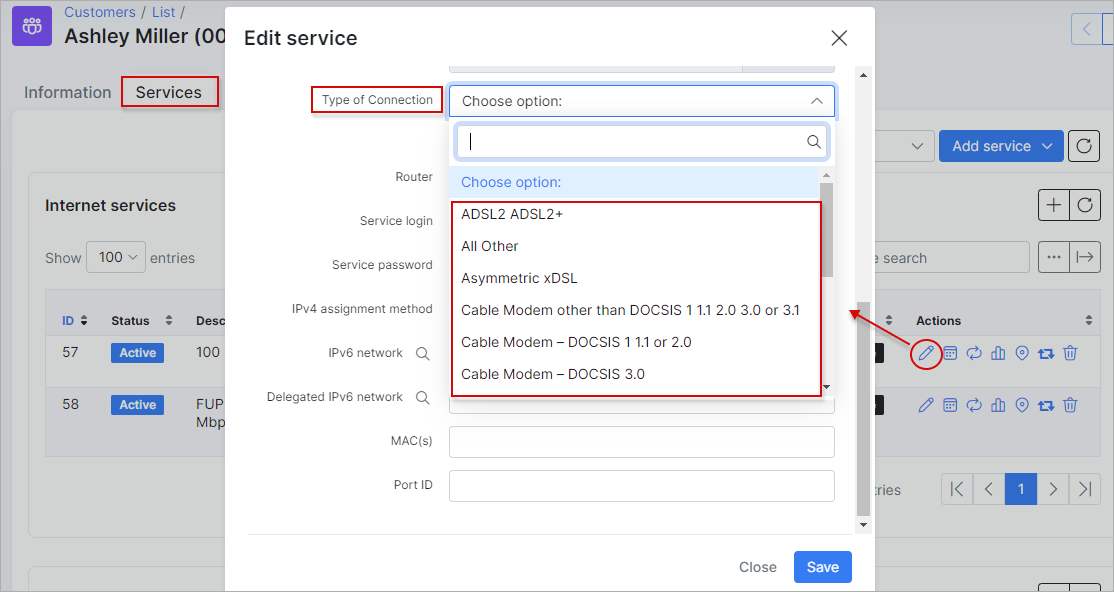 Customers / List /
Ashley Miller (00
Information
Services
Add service
Internet services
Show 100 entries
search
ID Status Desc Actions
57 Active 100
58 Active FUP
Mbp
1
Edit service
Type of Connection
Choose option:
Choose option:
ADSL2 ADSL2+
All Other
Asymmetric xDSL
Cable Modem other than DOCSIS 1 1.1 2.0 3.0 or 3.1
Cable Modem – DOCSIS 1 1.1 or 2.0
Cable Modem – DOCSIS 3.0
Router
Service login
Service password
IPv4 assignment method
IPv6 network
Delegated IPv6 network
MAC(s)
Port ID
Close
Save